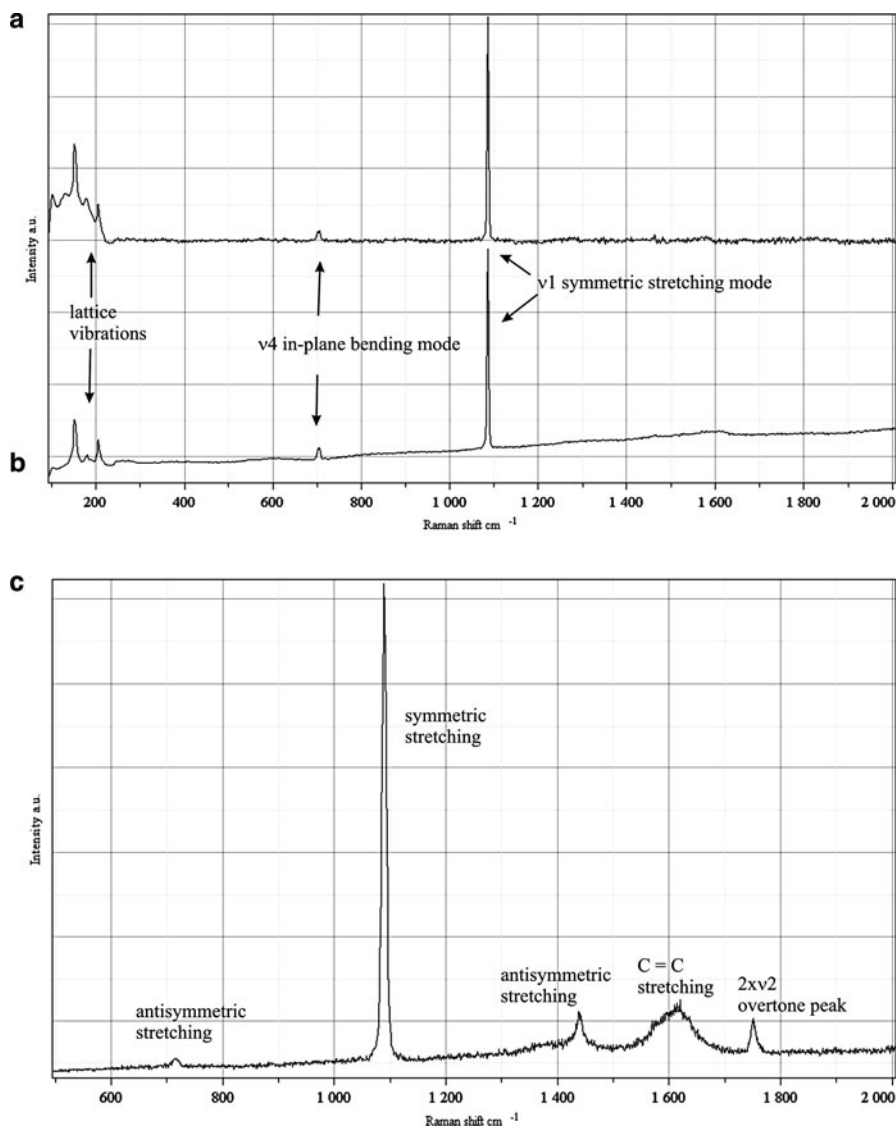 a
Intensity a.u.
lattice
vibrations
ν4 in-plane bending mode
ν1 symmetric stretching mode
b
200 400 600 800 1 000 1 200 1 400 1 600 1 800 2 000
Raman shift cm -1
c
Intensity a.u.
symmetric
stretching
antisymmetric
stretching
antisymmetric
stretching
C = C
stretching
2xν2
overtone peak
600 800 1 000 1 200 1 400 1 600 1 800 2 000
Raman shift cm -1